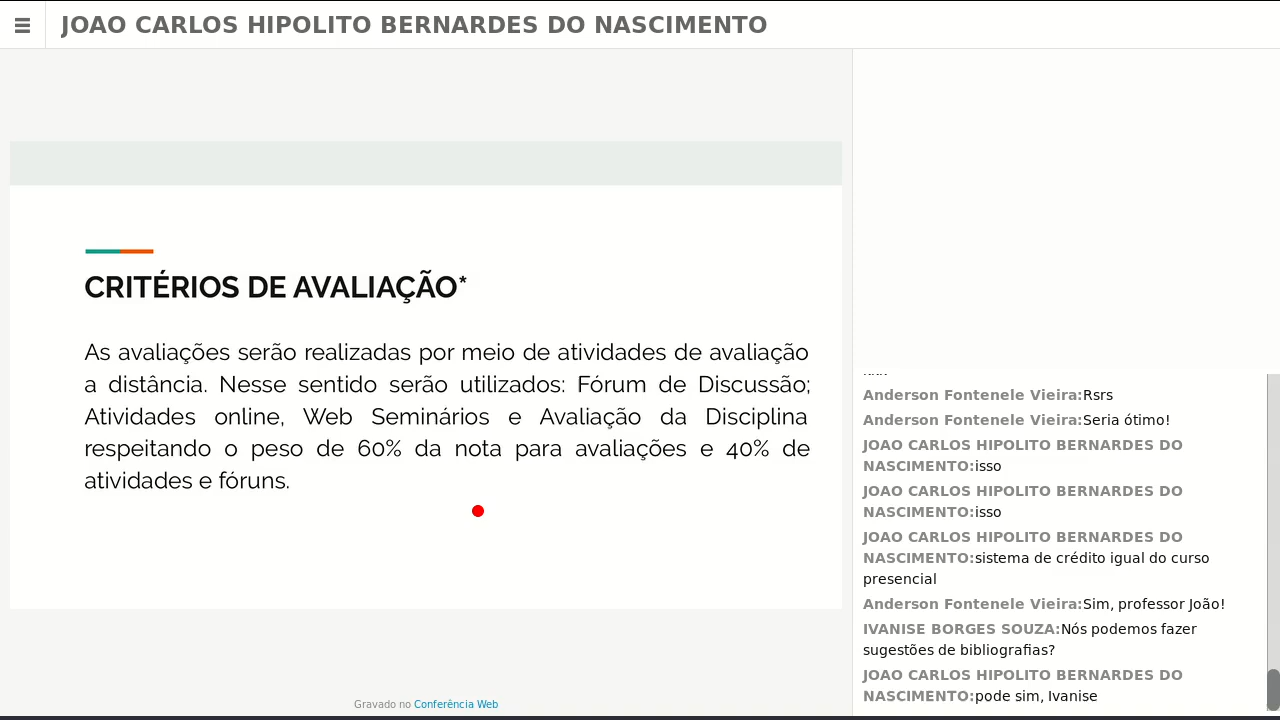 JOAO CARLOS HIPOLITO BERNARDES DO NASCIMENTO
CRITÉRIOS DE AVALIAÇÃO*
As avaliações serão realizadas por meio de atividades de avaliação
a distância. Nesse sentido serão utilizados: Fórum de Discussão;
Atividades online, Web Seminários e Avaliação da Disciplina
respeitando o peso de 60% da nota para avaliações e 40% de
atividades e fóruns.
Gravado no Conferência Web
Anderson Fontenele Vieira:Rsrs
Anderson Fontenele Vieira:Seria ótimo!
JOAO CARLOS HIPOLITO BERNARDES DO
NASCIMENTO:isso
JOAO CARLOS HIPOLITO BERNARDES DO
NASCIMENTO:isso
JOAO CARLOS HIPOLITO BERNARDES DO
NASCIMENTO:sistema de crédito igual do curso
presencial
Anderson Fontenele Vieira:Sim, professor João!
IVANISE BORGES SOUZA:Nós podemos fazer
sugestões de bibliografias?
JOAO CARLOS HIPOLITO BERNARDES DO
NASCIMENTO:pode sim, Ivanise